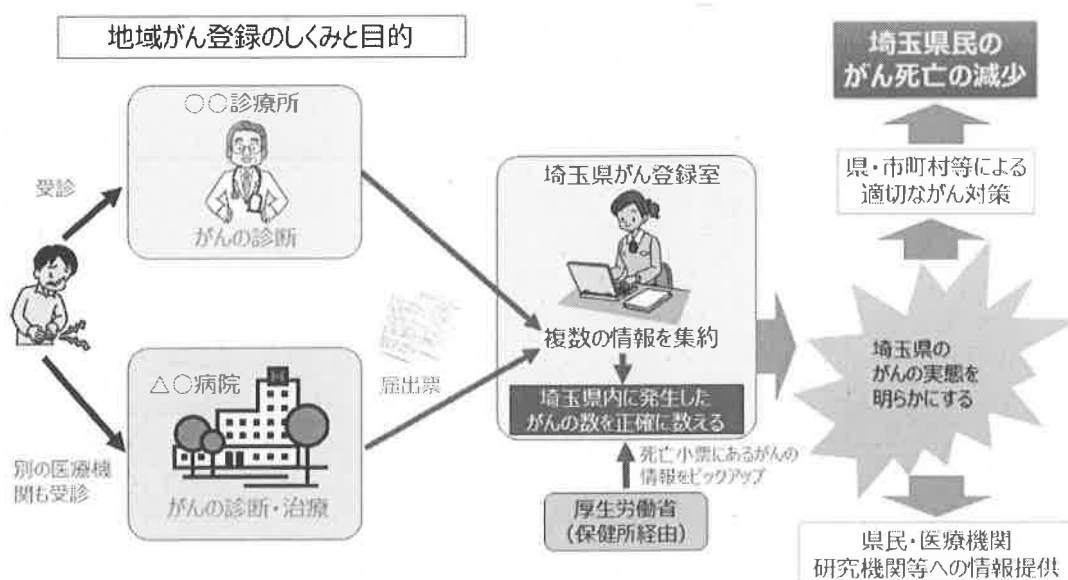 地域がん登録のしくみと目的
○○診療所
がんの診断
受診
別の医療機
関も受診
△○病院
がんの診断・治療
届出票
埼玉県がん登録室
複数の情報を集約
埼玉県内に発生した
がんの数を正確に数える
死亡小票にあるがんの
情報をピックアップ
厚生労働省
(保健所経由)
埼玉県民の
がん死亡の減少
県・市町村等による
適切ながん対策
埼玉県の
がんの実態を
明らかにする
県民・医療機関
研究機関等への情報提供